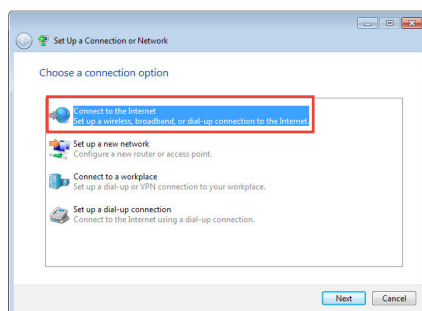 Set Up a Connection or Network
Choose a connection option
Connect to the Internet
Set up a wireless, broadband, or dial-up connection to the Internet.
Set up a new network
Configure a new router or access point.
Connect to a workplace
Set up a dial-up or VPN connection to your workplace.
Set up a dial-up connection
Connect to the Internet using a dial-up connection.
Next Cancel